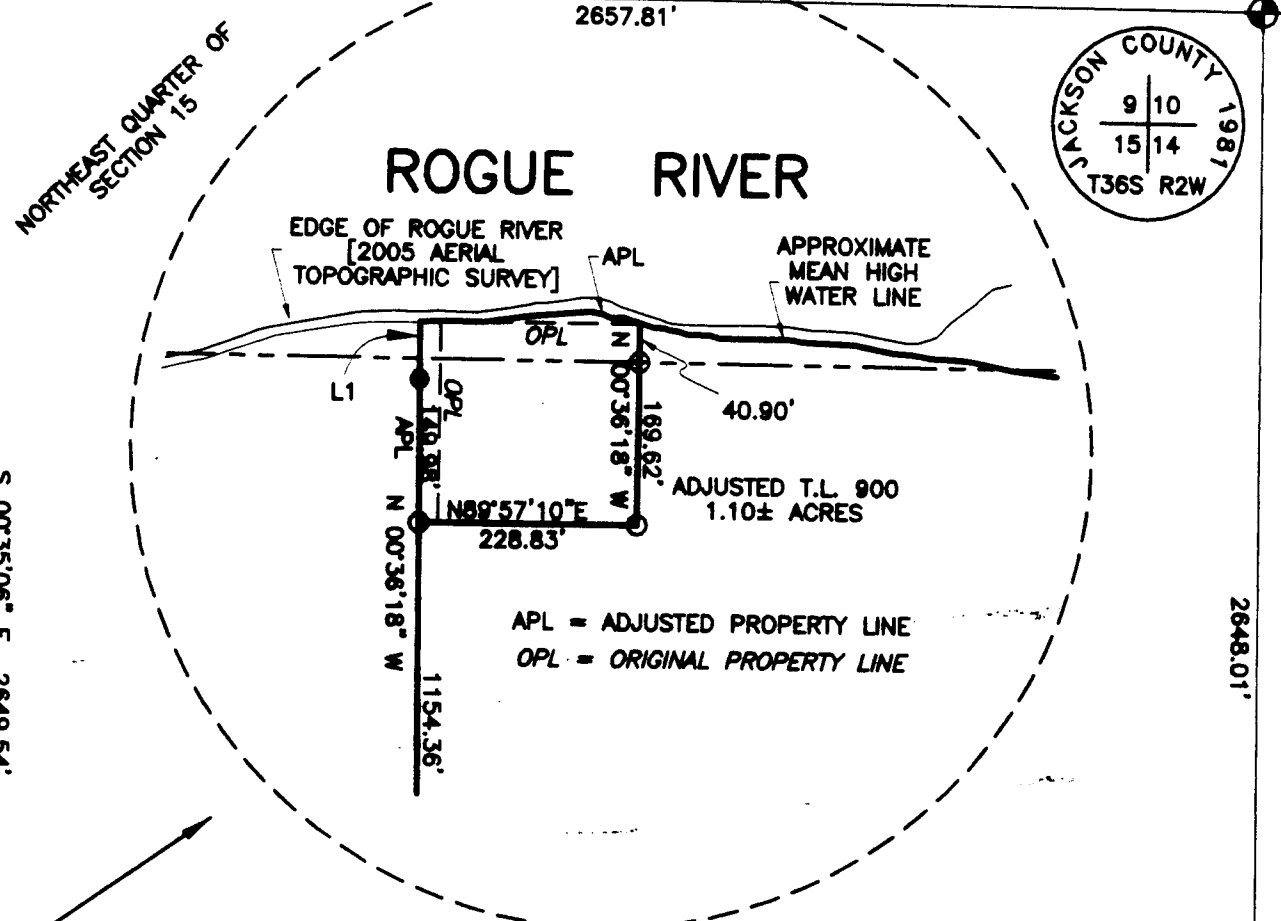 2657.81'
NORTHEAST QUARTER OF
SECTION 15
JACKSON COUNTY 1981
9 10
15 14
T36S R2W
ROGUE RIVER
EDGE OF ROGUE RIVER
[2005 AERIAL
TOPOGRAPHIC SURVEY]
APL
APPROXIMATE
MEAN HIGH
WATER LINE
OPL
L1
OPL
APL
N 00°36'18" W
169.62'
40.90'
ADJUSTED T.L. 900
1.10± ACRES
N89°57'10"E
228.83'
N 00°36'18" W
1154.36'
APL = ADJUSTED PROPERTY LINE
OPL = ORIGINAL PROPERTY LINE
2648.01'